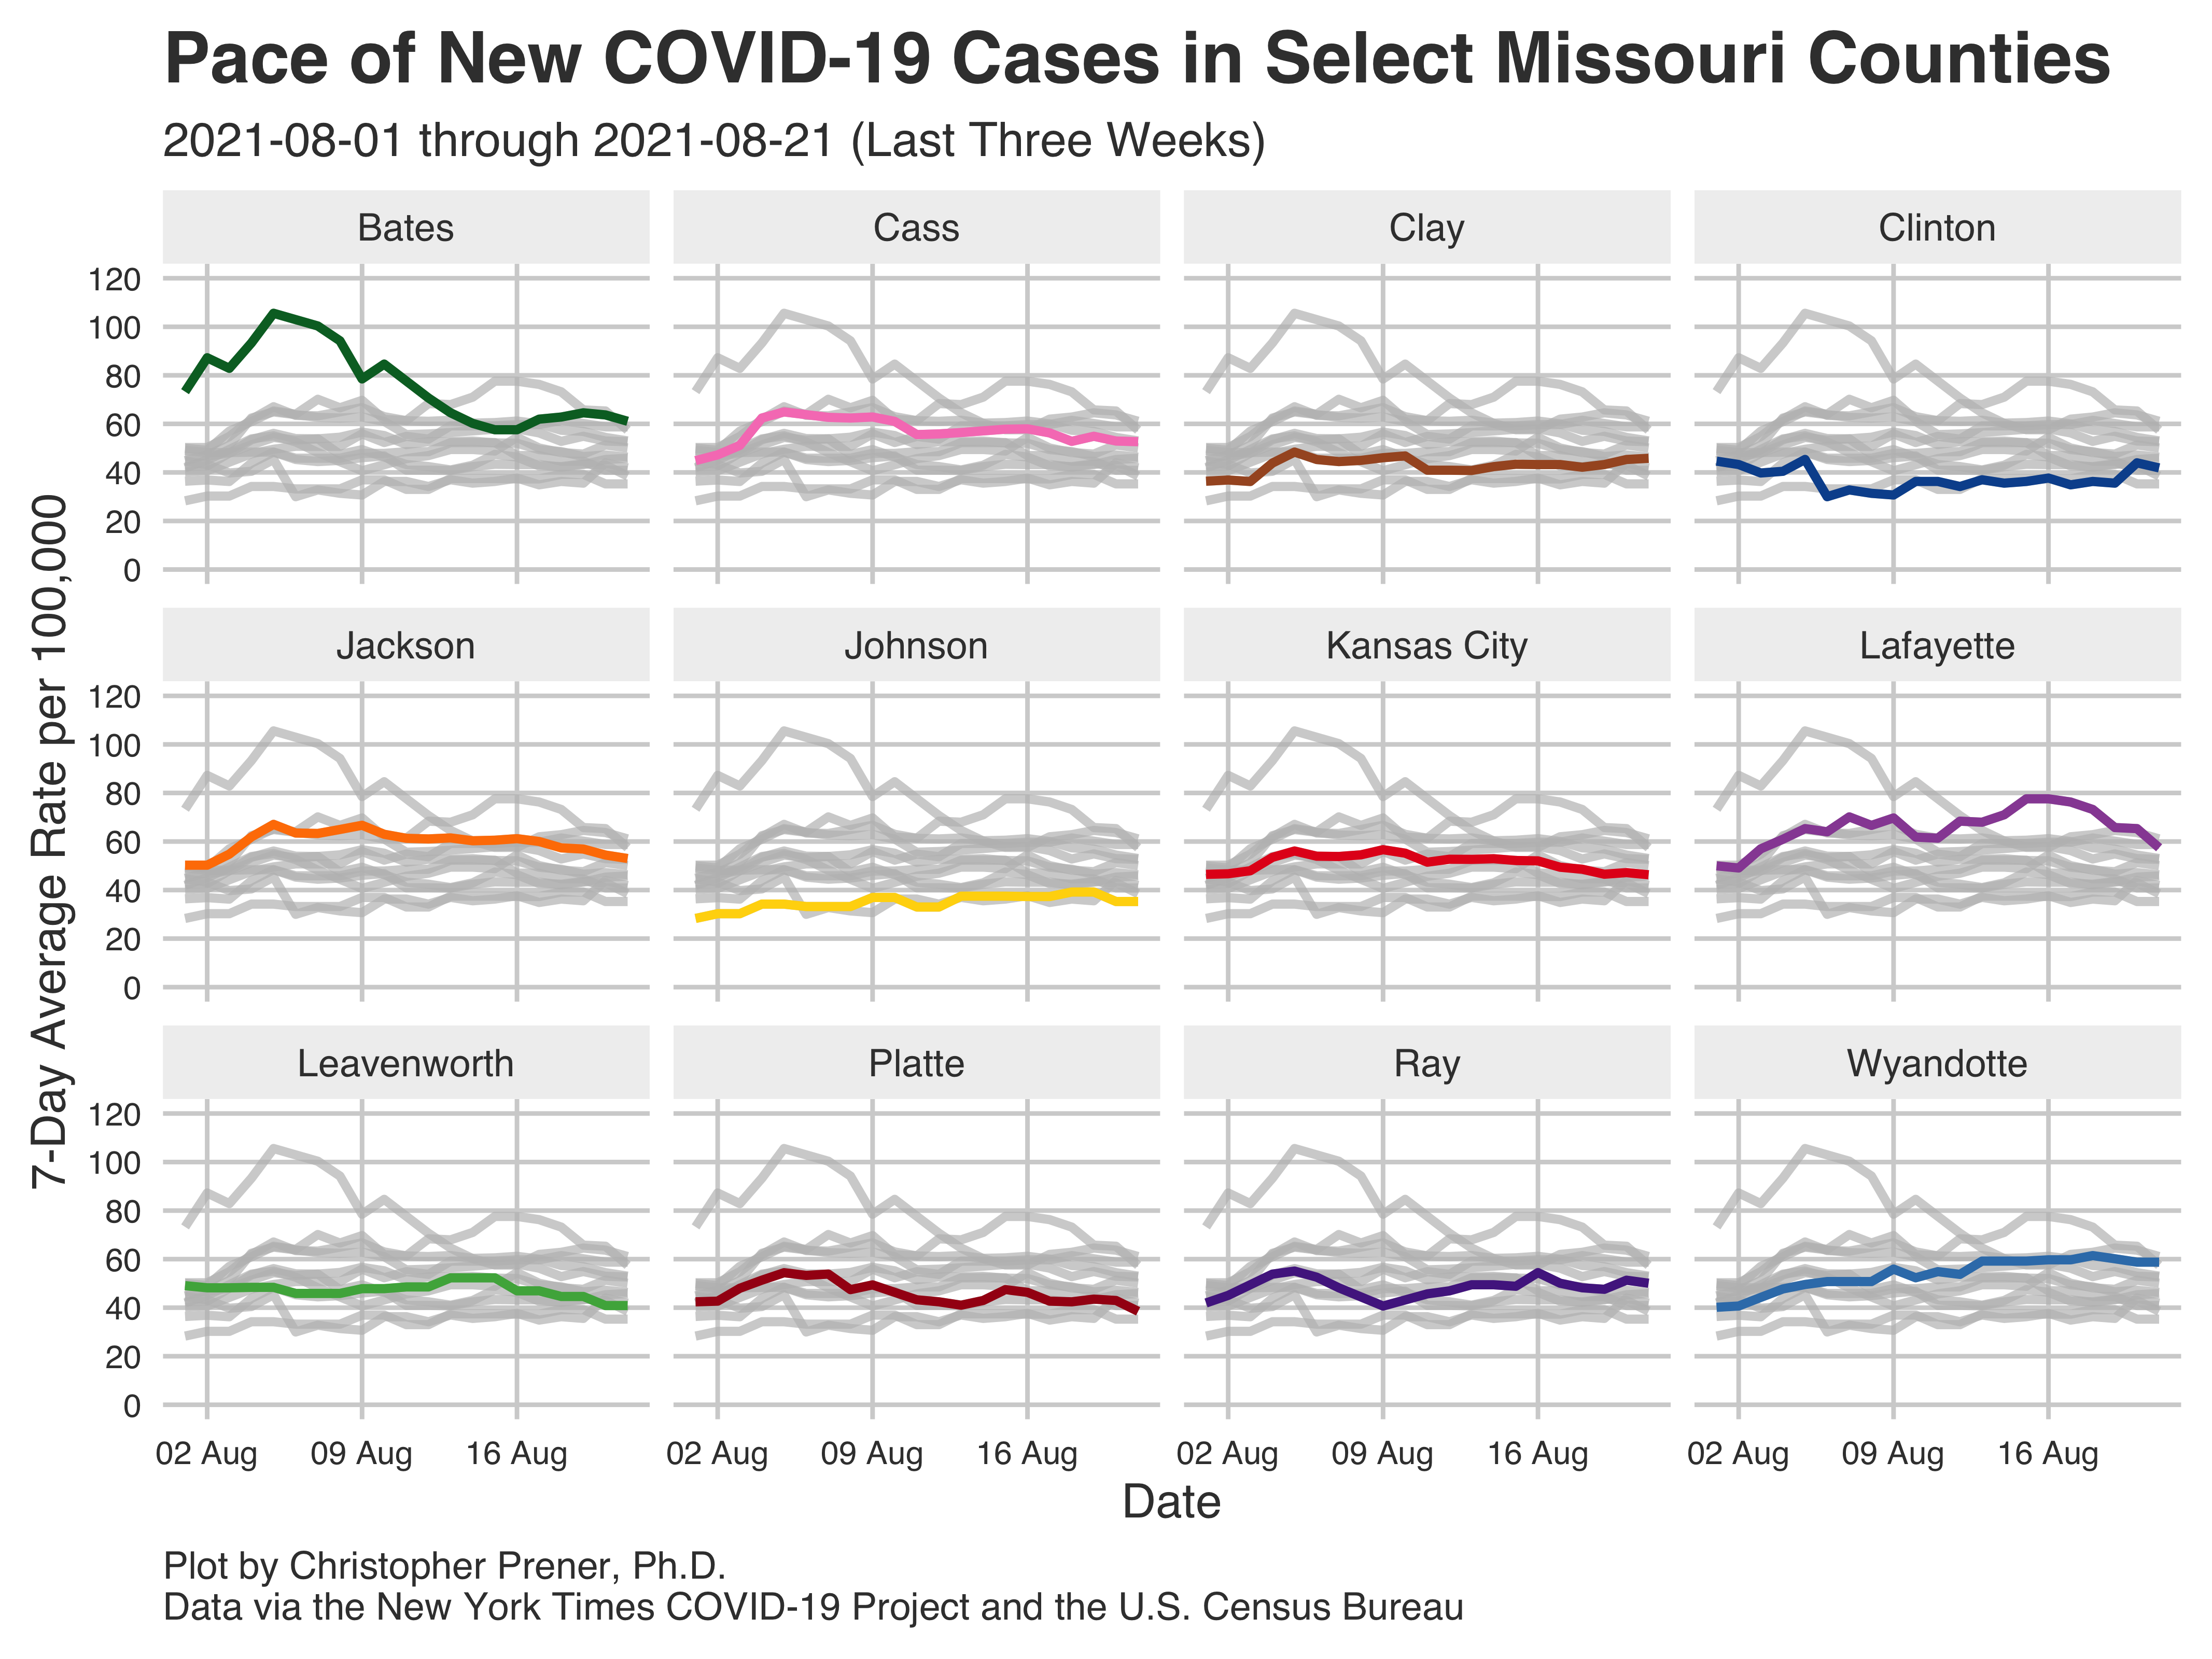 Pace of New COVID-19 Cases in Select Missouri Counties
2021-08-01 through 2021-08-21 (Last Three Weeks)
7-Day Average Rate per 100,000
Bates Cass Clay Clinton
120
100
80
60
40
20
0
Jackson Johnson Kansas City Lafayette
120
100
80
60
40
20
0
Leavenworth Platte Ray Wyandotte
120
100
80
60
40
20
0
02 Aug 09 Aug 16 Aug 02 Aug 09 Aug 16 Aug 02 Aug 09 Aug 16 Aug 02 Aug 09 Aug 16 Aug
Date
Plot by Christopher Prener, Ph.D.
Data via the New York Times COVID-19 Project and the U.S. Census Bureau